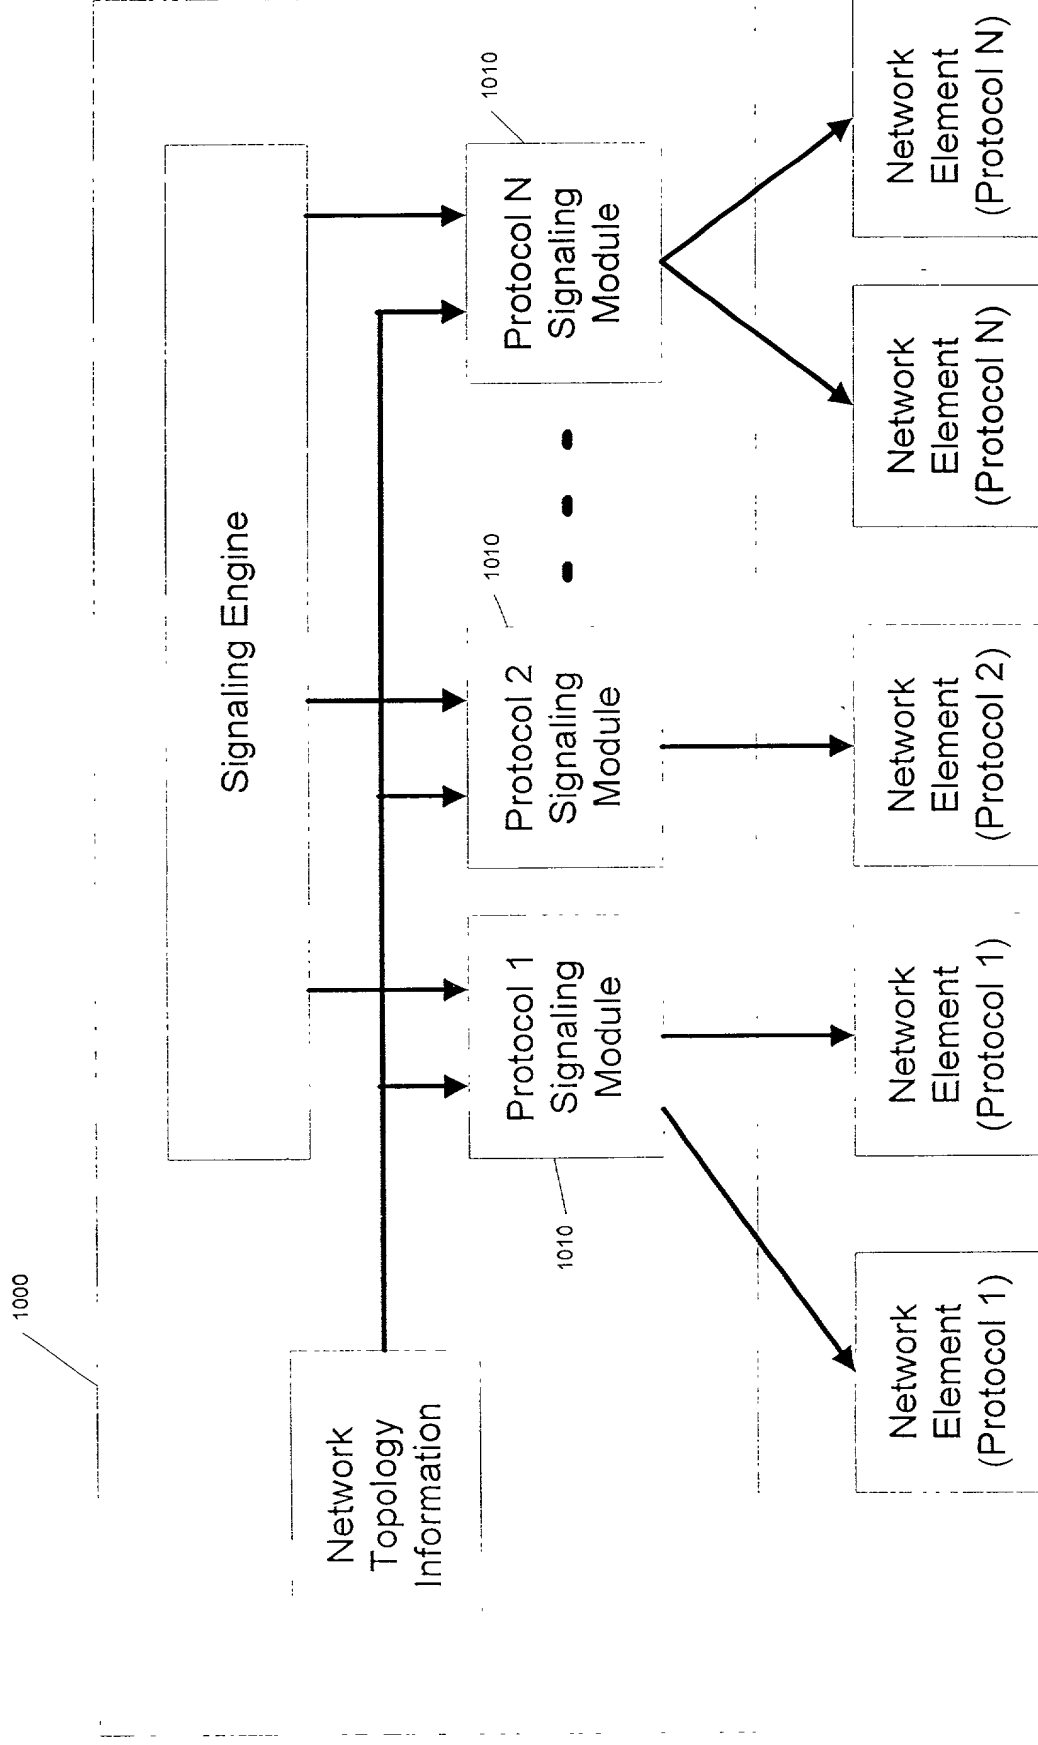 1000
Signaling Engine
Network
Topology
Information
1010
Protocol 1
Signaling
Module
1010
Protocol 2
Signaling
Module
1010
Protocol N
Signaling
Module
Network
Element
(Protocol 1)
Network
Element
(Protocol 1)
Network
Element
(Protocol 2)
Network
Element
(Protocol N)
Network
Element
(Protocol N)